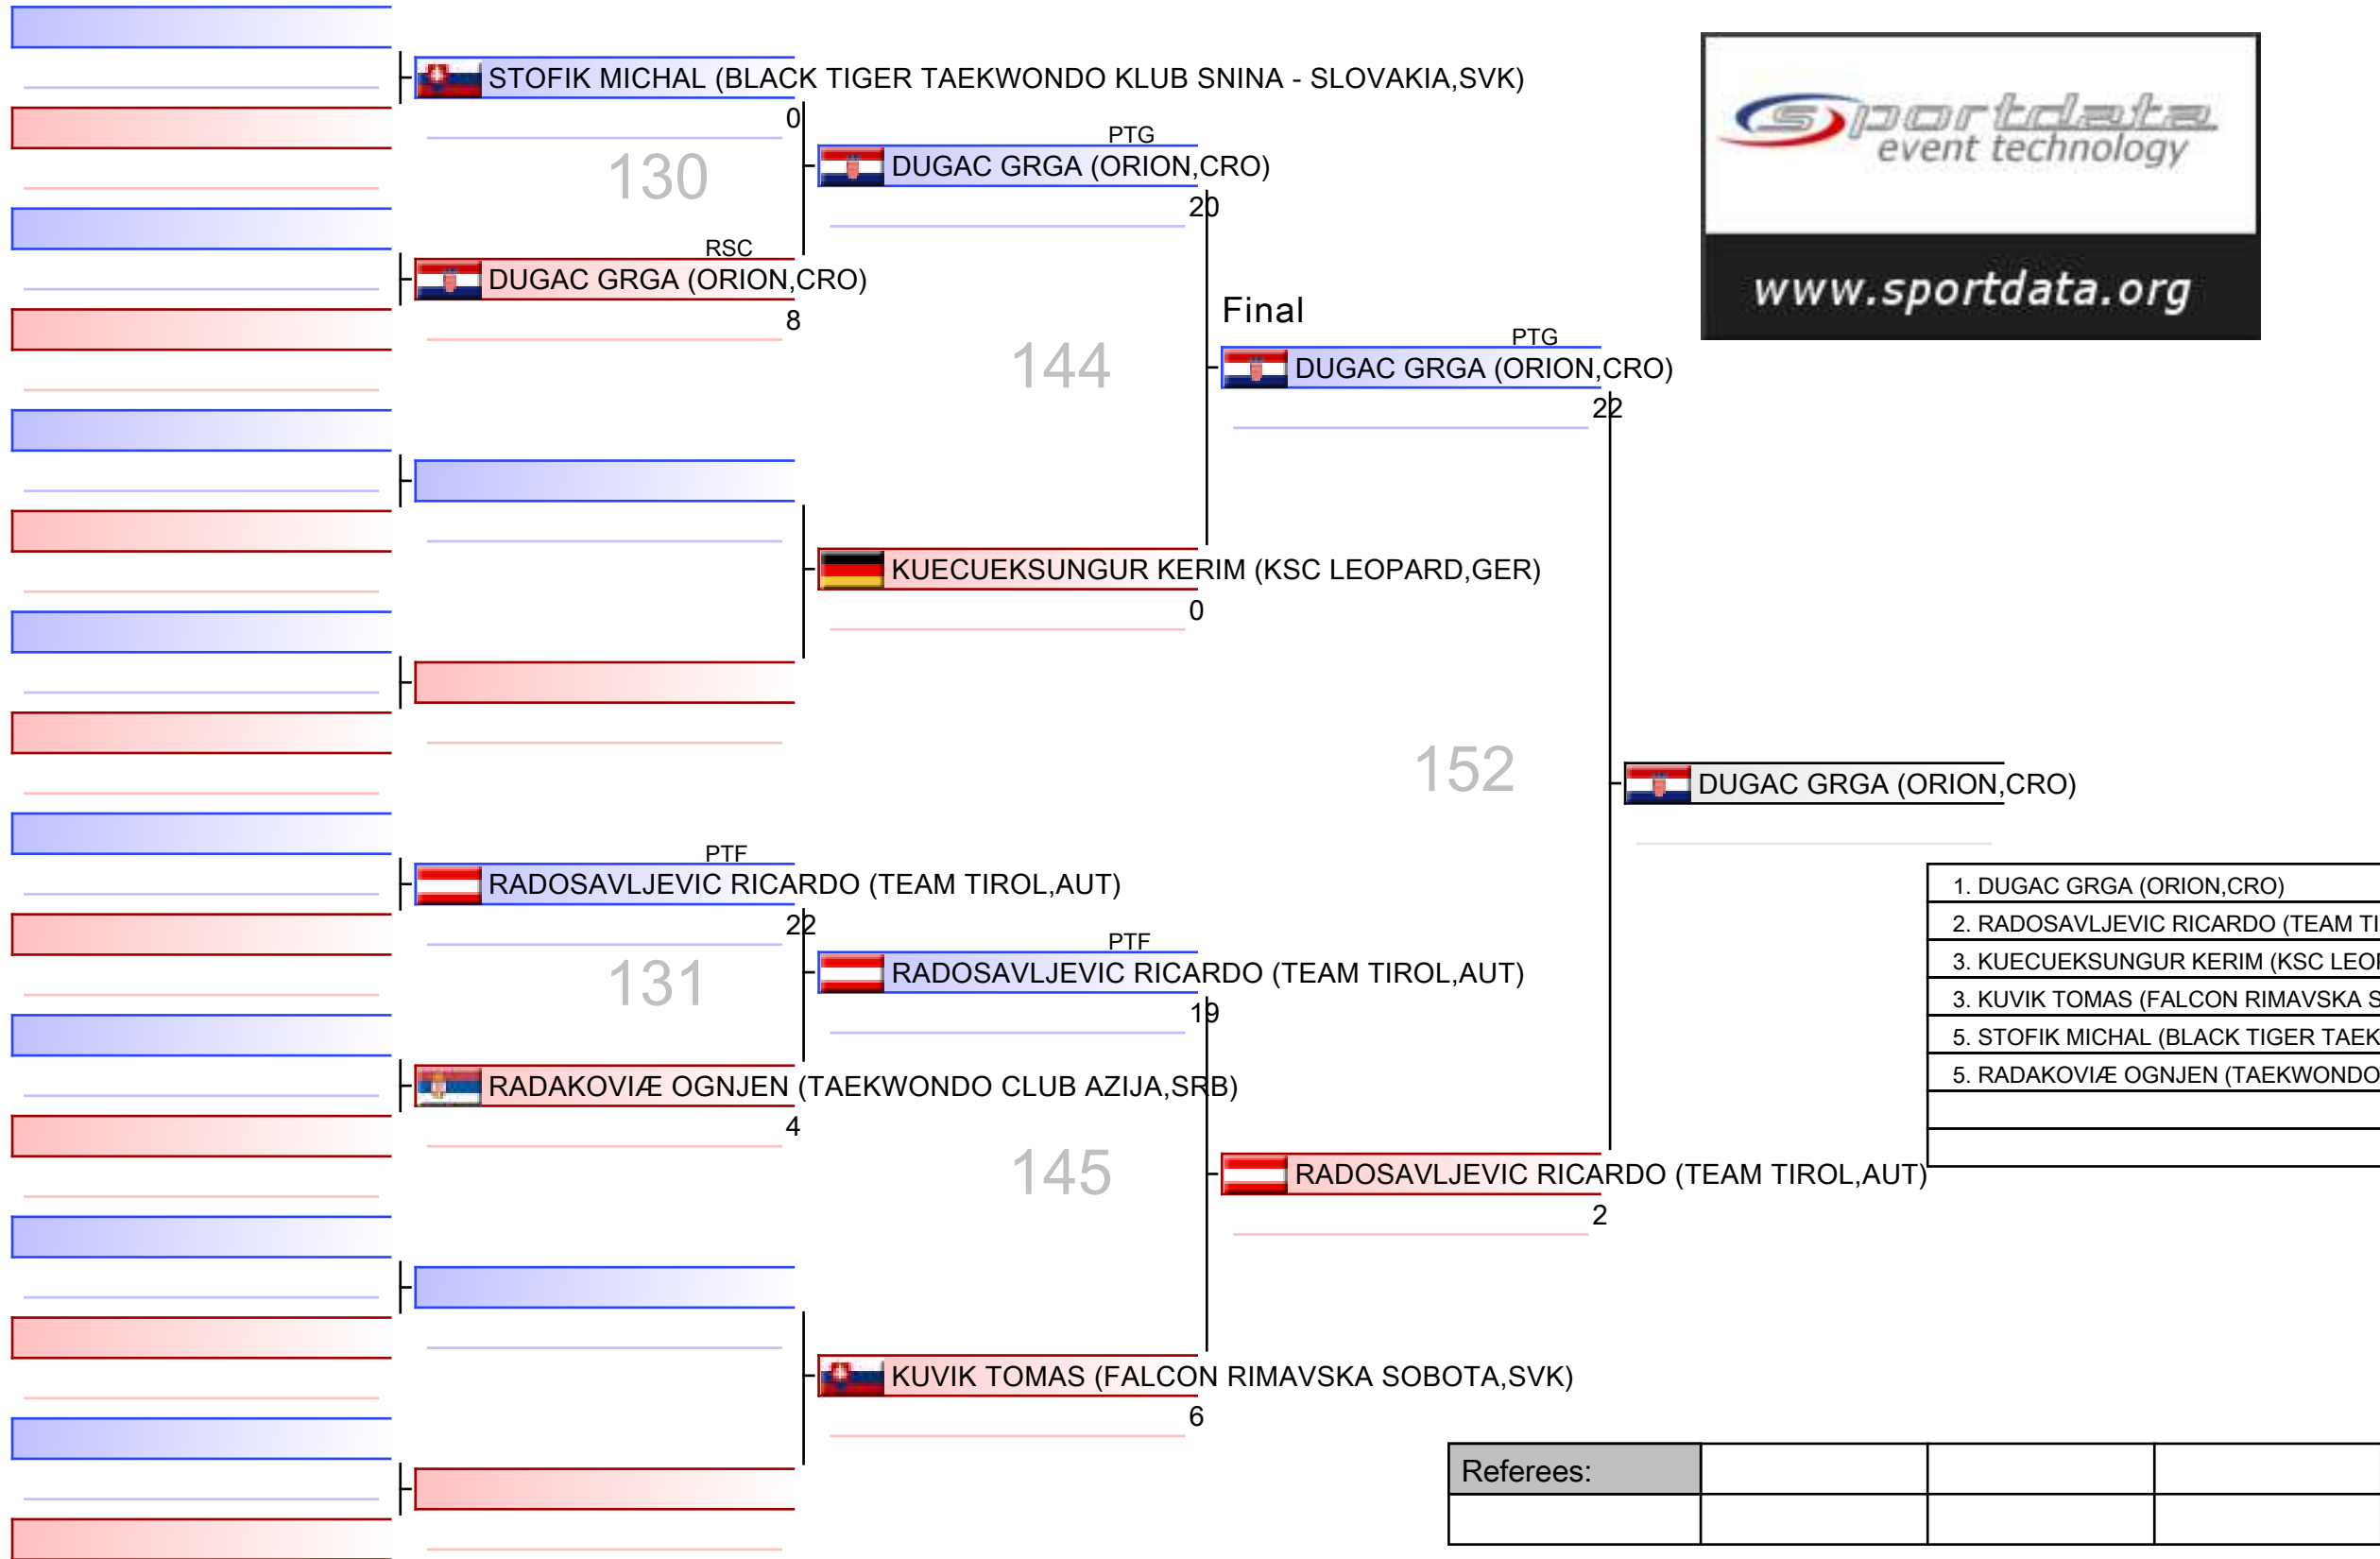 STOFIK MICHAL (BLACK TIGER TAEKWONDO KLUB SNINA - SLOVAKIA,SVK)
0
sportdata
event technology
www.sportdata.org
130
PTG
DUGAC GRGA (ORION,CRO)
20
RSC
DUGAC GRGA (ORION,CRO)
8
144
Final
PTG
DUGAC GRGA (ORION,CRO)
22
KUECUEKSUNGUR KERIM (KSC LEOPARD,GER)
0
152
DUGAC GRGA (ORION,CRO)
PTF
RADOSAVLJEVIC RICARDO (TEAM TIROL,AUT)
22
131
PTF
RADOSAVLJEVIC RICARDO (TEAM TIROL,AUT)
19
RADAKOVIÆ OGNJEN (TAEKWONDO CLUB AZIJA,SRB)
4
145
RADOSAVLJEVIC RICARDO (TEAM TIROL,AUT)
2
KUVIK TOMAS (FALCON RIMAVSKA SOBOTA,SVK)
6
1. DUGAC GRGA (ORION,CRO)
2. RADOSAVLJEVIC RICARDO (TEAM TI
3. KUECUEKSUNGUR KERIM (KSC LEO
3. KUVIK TOMAS (FALCON RIMAVSKA S
5. STOFIK MICHAL (BLACK TIGER TAEK
5. RADAKOVIÆ OGNJEN (TAEKWONDO
Referees: